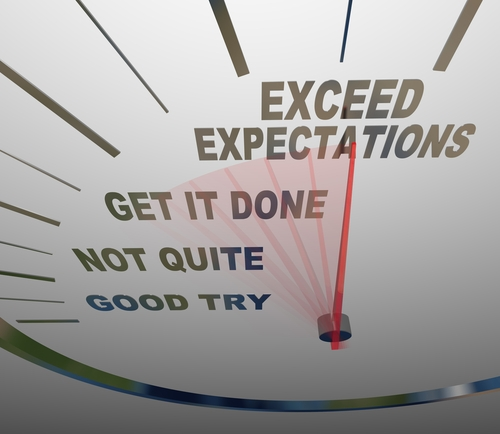 EXCEED
EXPECTATIONS
GET IT DONE
NOT QUITE
GOOD TRY